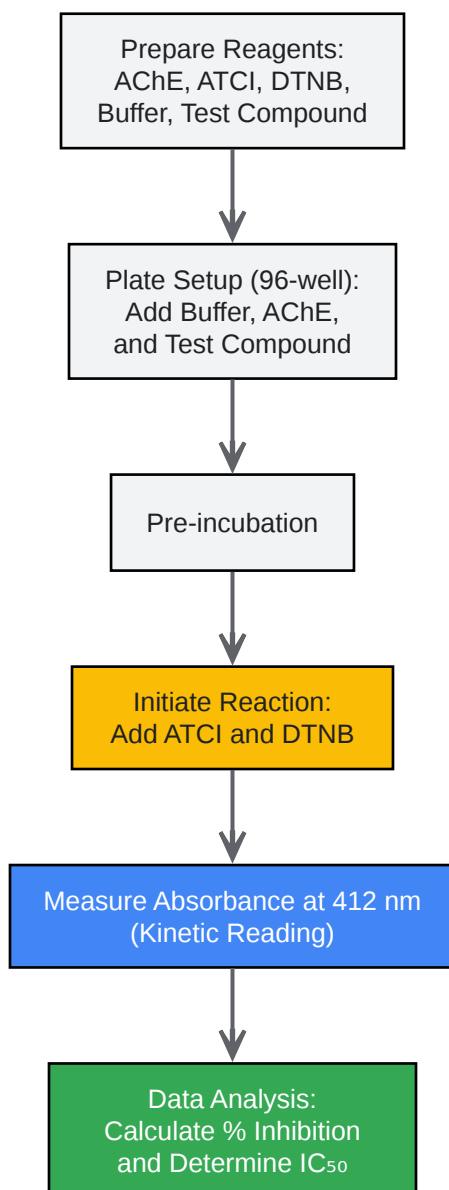 Prepare Reagents:
AChE, ATCI, DTNB,
Buffer, Test Compound
Plate Setup (96-well):
Add Buffer, AChE,
and Test Compound
Pre-incubation
Initiate Reaction:
Add ATCI and DTNB
Measure Absorbance at 412 nm
(Kinetic Reading)
Data Analysis:
Calculate % Inhibition
and Determine IC₅₀